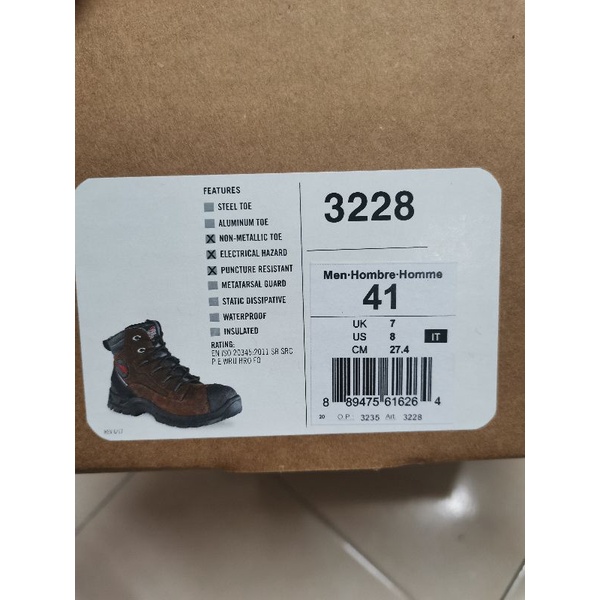 FEATURES
STEEL TOE
ALUMINUM TOE
NON-METALLIC TOE
ELECTRICAL HAZARD
PUNCTURE RESISTANT
METATARSAL GUARD
STATIC DISSIPATIVE
WATERPROOF
INSULATED
RATING:
EN ISO 20345:2011 SB SRC
P E WRU HRO FO
3228
Men·Hombre·Homme
41
UK 7
US 8
CM 27.4
IT
8 89475 61626 4
20 O.P.: 3235 Art. 3228